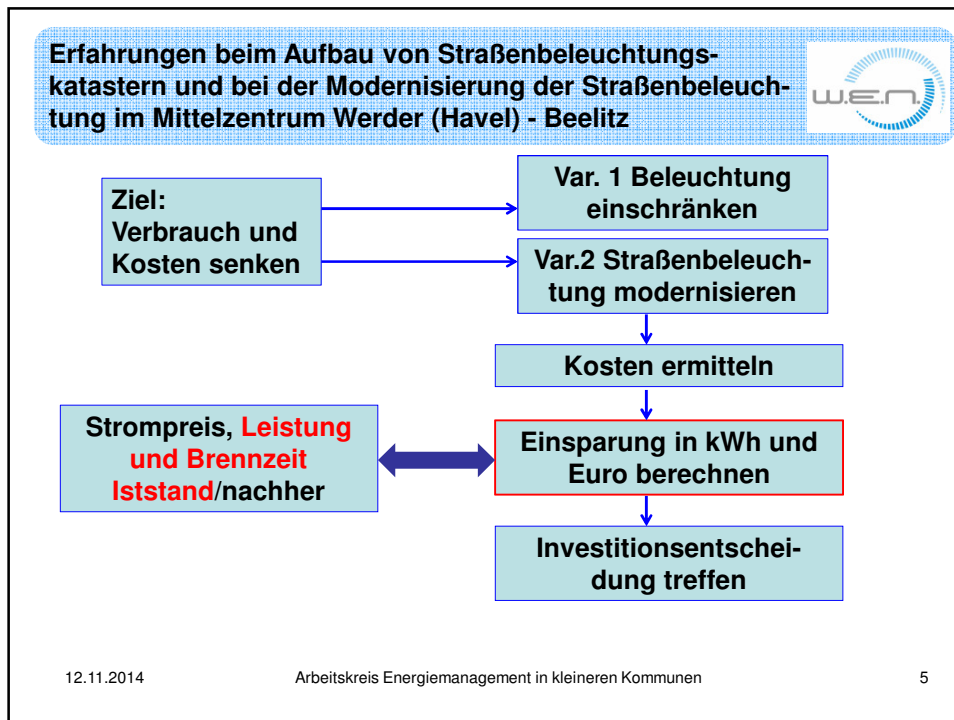 Erfahrungen beim Aufbau von Straßenbeleuchtungs-
katastern und bei der Modernisierung der Straßenbeleuch-
tung im Mittelzentrum Werder (Havel) - Beelitz
w.e.n.
Ziel:
Verbrauch und
Kosten senken
Var. 1 Beleuchtung
einschränken
Var.2 Straßenbeleuch-
tung modernisieren
Kosten ermitteln
Strompreis, Leistung
und Brennzeit
Iststand/nachher
Einsparung in kWh und
Euro berechnen
Investitionsentschei-
dung treffen
12.11.2014
Arbeitskreis Energiemanagement in kleineren Kommunen
5